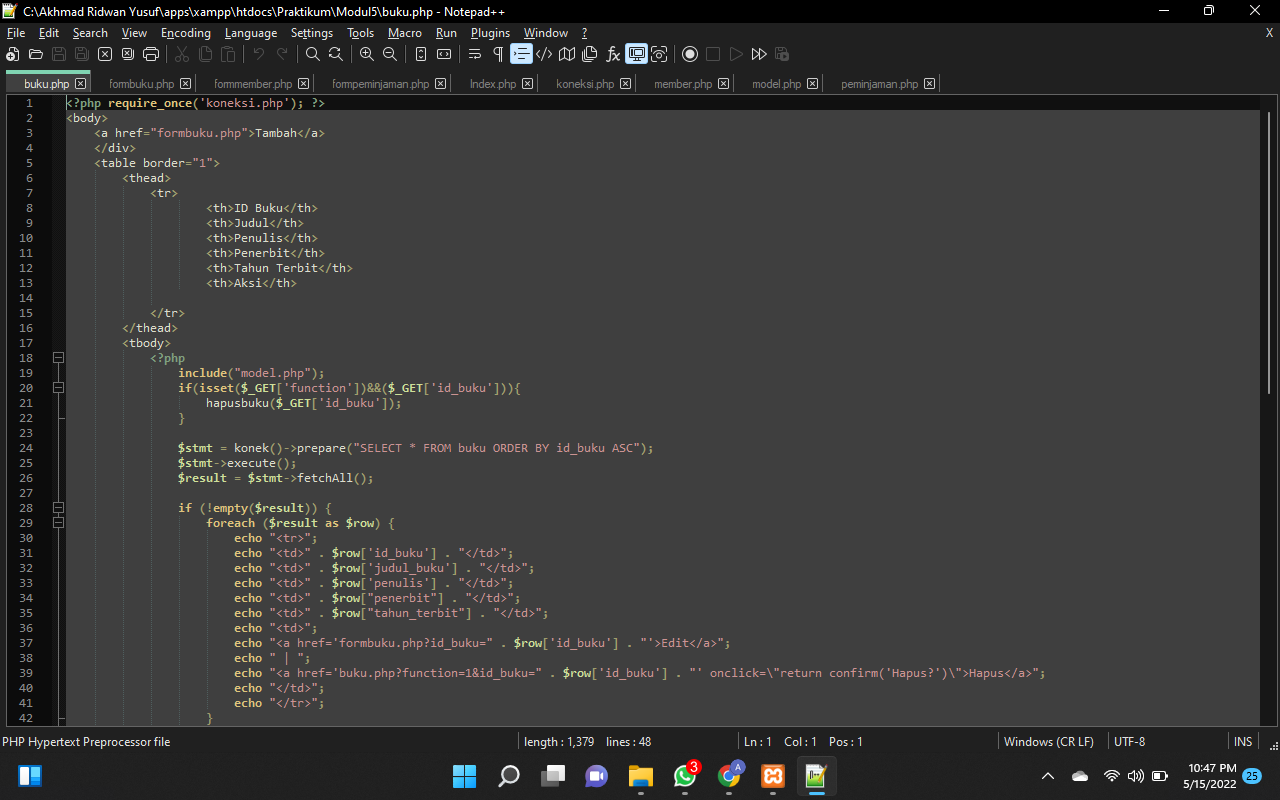 C:\Akhmad Ridwan Yusuf\apps\xampp\htdocs\Praktikum\Modul5\buku.php - Notepad++
File Edit Search View Encoding Language Settings Tools Macro Run Plugins Window ? X
buku.php formbuku.php formmember.php formpeminjaman.php Index.php koneksi.php member.php model.php peminjaman.php
1 <?php require_once('koneksi.php'); ?>
2 <body>
3 <a href="formbuku.php">Tambah</a>
4 </div>
5 <table border="1">
6 <thead>
7 <tr>
8 <th>ID Buku</th>
9 <th>Judul</th>
10 <th>Penulis</th>
11 <th>Penerbit</th>
12 <th>Tahun Terbit</th>
13 <th>Aksi</th>
14
15 </tr>
16 </thead>
17 <tbody>
18 <?php
19 include("model.php");
20 if(isset($_GET['function'])&&($_GET['id_buku'])){
21 hapusbuku($_GET['id_buku']);
22 }
23
24 $stmt = konek()->prepare("SELECT * FROM buku ORDER BY id_buku ASC");
25 $stmt->execute();
26 $result = $stmt->fetchAll();
27
28 if (!empty($result)) {
29 foreach ($result as $row) {
30 echo "<tr>";
31 echo "<td>" . $row['id_buku'] . "</td>";
32 echo "<td>" . $row['judul_buku'] . "</td>";
33 echo "<td>" . $row['penulis'] . "</td>";
34 echo "<td>" . $row["penerbit"] . "</td>";
35 echo "<td>" . $row["tahun_terbit"] . "</td>";
36 echo "<td>";
37 echo "<a href='formbuku.php?id_buku=" . $row['id_buku'] . "'>Edit</a>";
38 echo " | ";
39 echo "<a href='buku.php?function=1&id_buku=" . $row['id_buku'] . "' onclick=\"return confirm('Hapus?')\">Hapus</a>";
40 echo "</td>";
41 echo "</tr>";
42 }
PHP Hypertext Preprocessor file length : 1,379 lines : 48 Ln : 1 Col : 1 Pos : 1 Windows (CR LF) UTF-8 INS
3 A 10:47 PM
5/15/2022 25